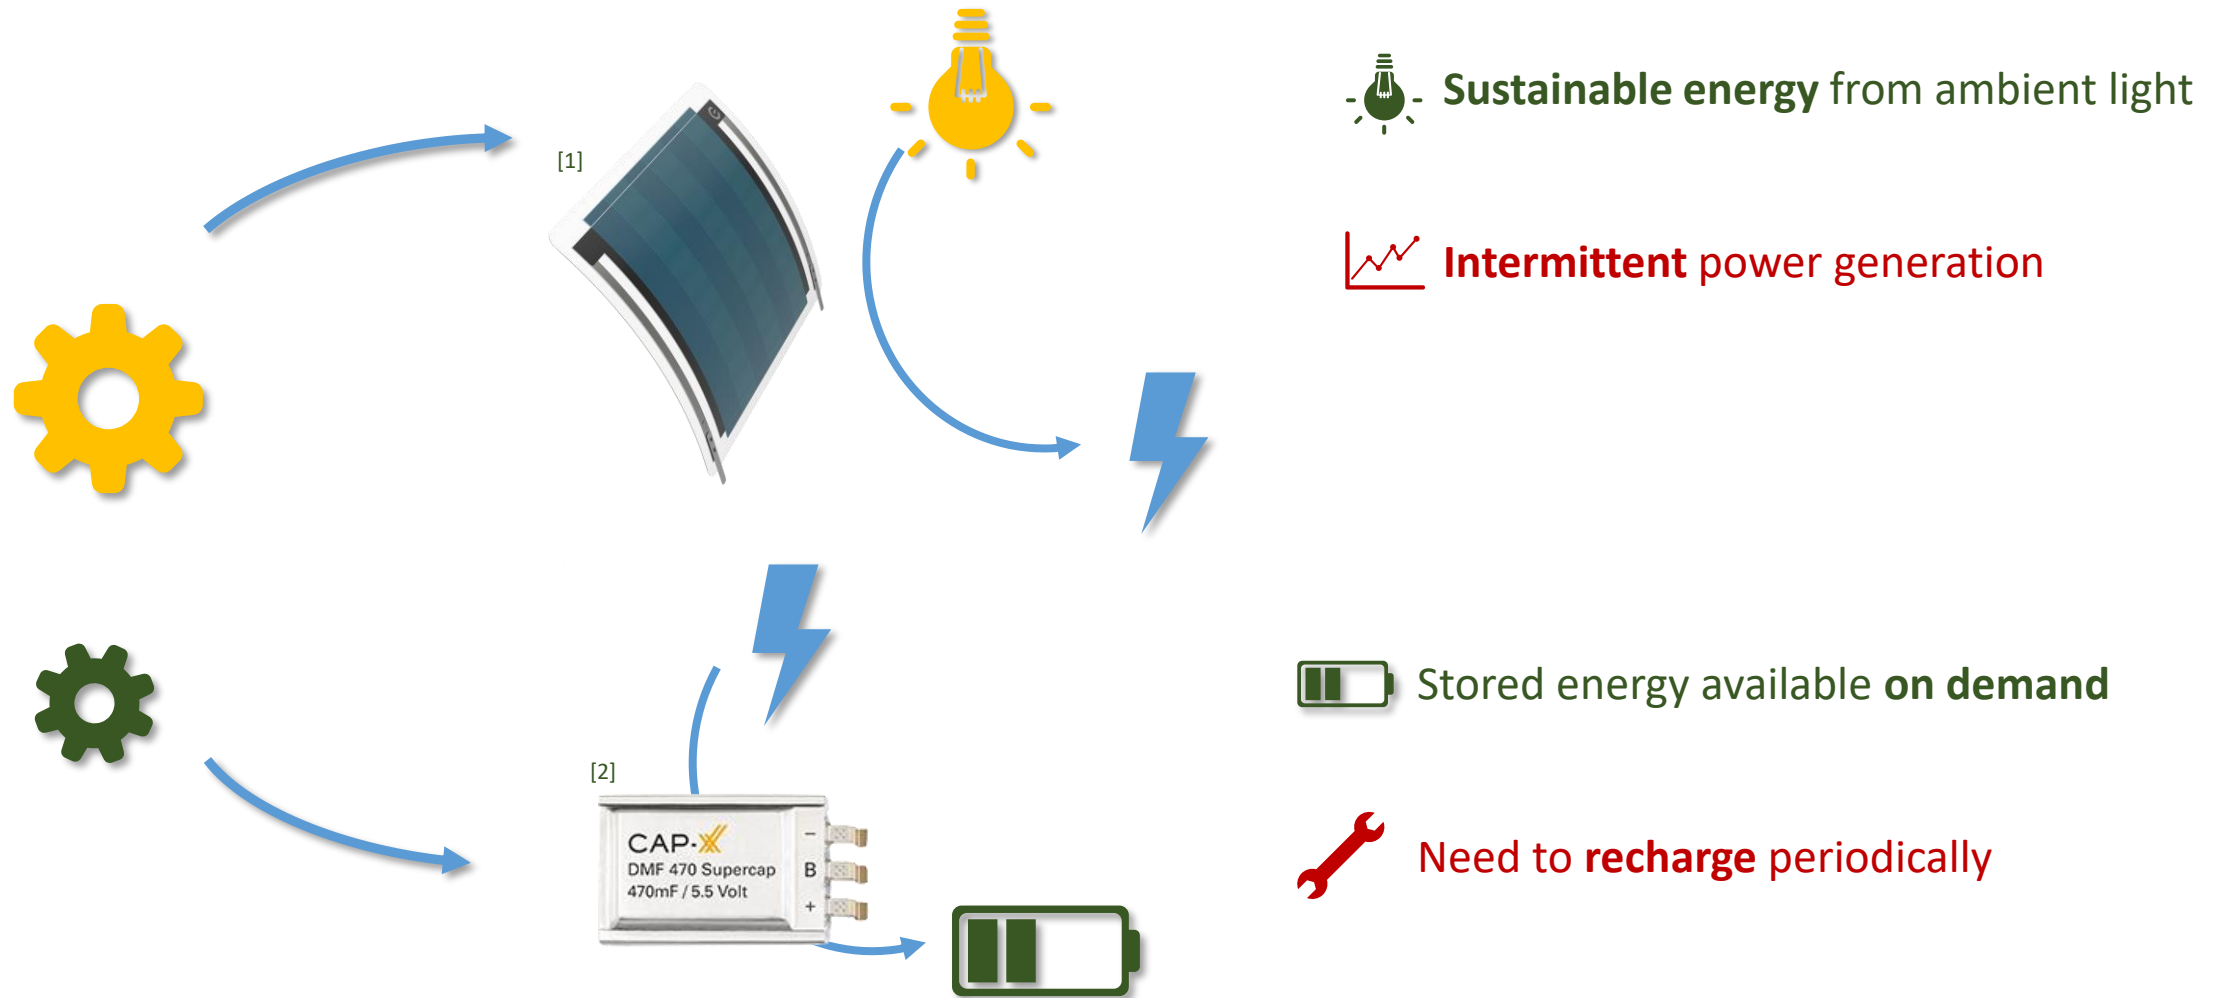 [1]
Sustainable energy from ambient light
Intermittent power generation
Stored energy available on demand
[2]
CAP-XX
DMF 470 Supercap
470mF / 5.5 Volt
−
B
+
Need to recharge periodically